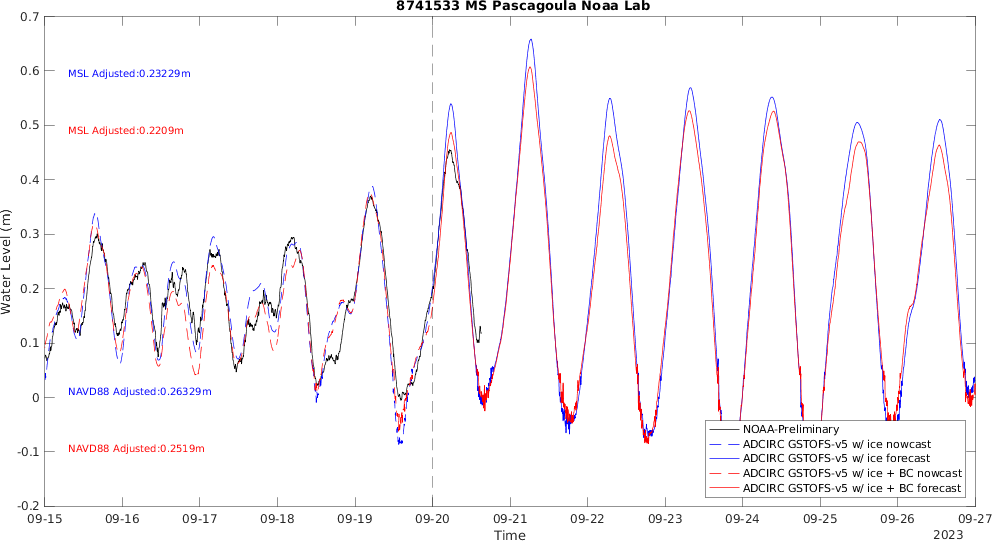 8741533 MS Pascagoula Noaa Lab
Water Level (m)
0.7
0.6
0.5
0.4
0.3
0.2
0.1
0
-0.1
-0.2
MSL Adjusted:0.23229m
MSL Adjusted:0.2209m
NAVD88 Adjusted:0.26329m
NAVD88 Adjusted:0.2519m
NOAA-Preliminary
ADCIRC GSTOFS-v5 w/ ice nowcast
ADCIRC GSTOFS-v5 w/ ice forecast
ADCIRC GSTOFS-v5 w/ ice + BC nowcast
ADCIRC GSTOFS-v5 w/ ice + BC forecast
09-15 09-16 09-17 09-18 09-19 09-20 09-21 09-22 09-23 09-24 09-25 09-26 09-27
Time
2023